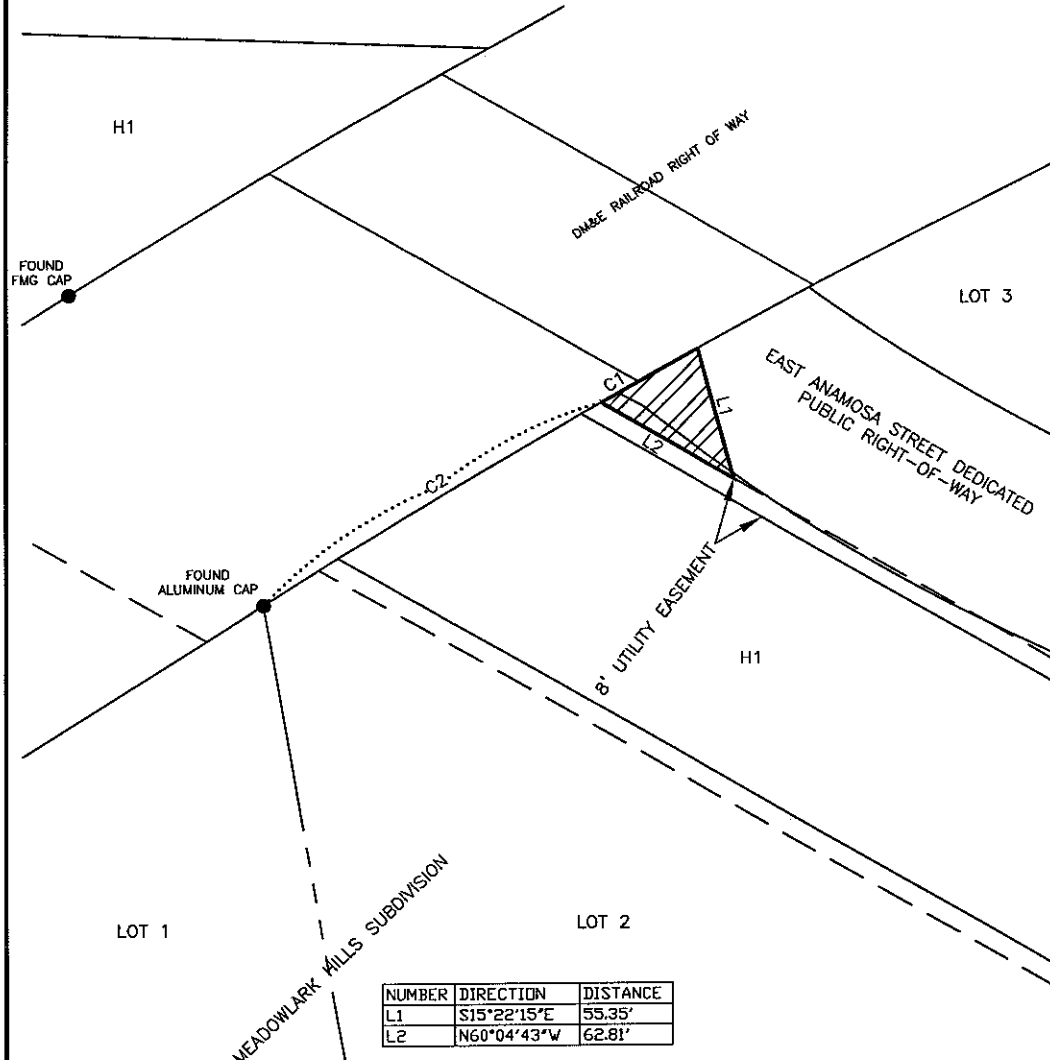 H1
DM&E RAILROAD RIGHT OF WAY
FOUND
FMG CAP
LOT 3
EAST ANAMOSA STREET DEDICATED
PUBLIC RIGHT-OF-WAY
C1
L1
L2
C2
FOUND
ALUMINUM CAP
8' UTILITY EASEMENT
H1
LOT 1
MEADOWLARK HILLS SUBDIVISION
LOT 2
NUMBER DIRECTION DISTANCE
L1 S15°22'15"E 55.35'
L2 N60°04'43"W 62.81'